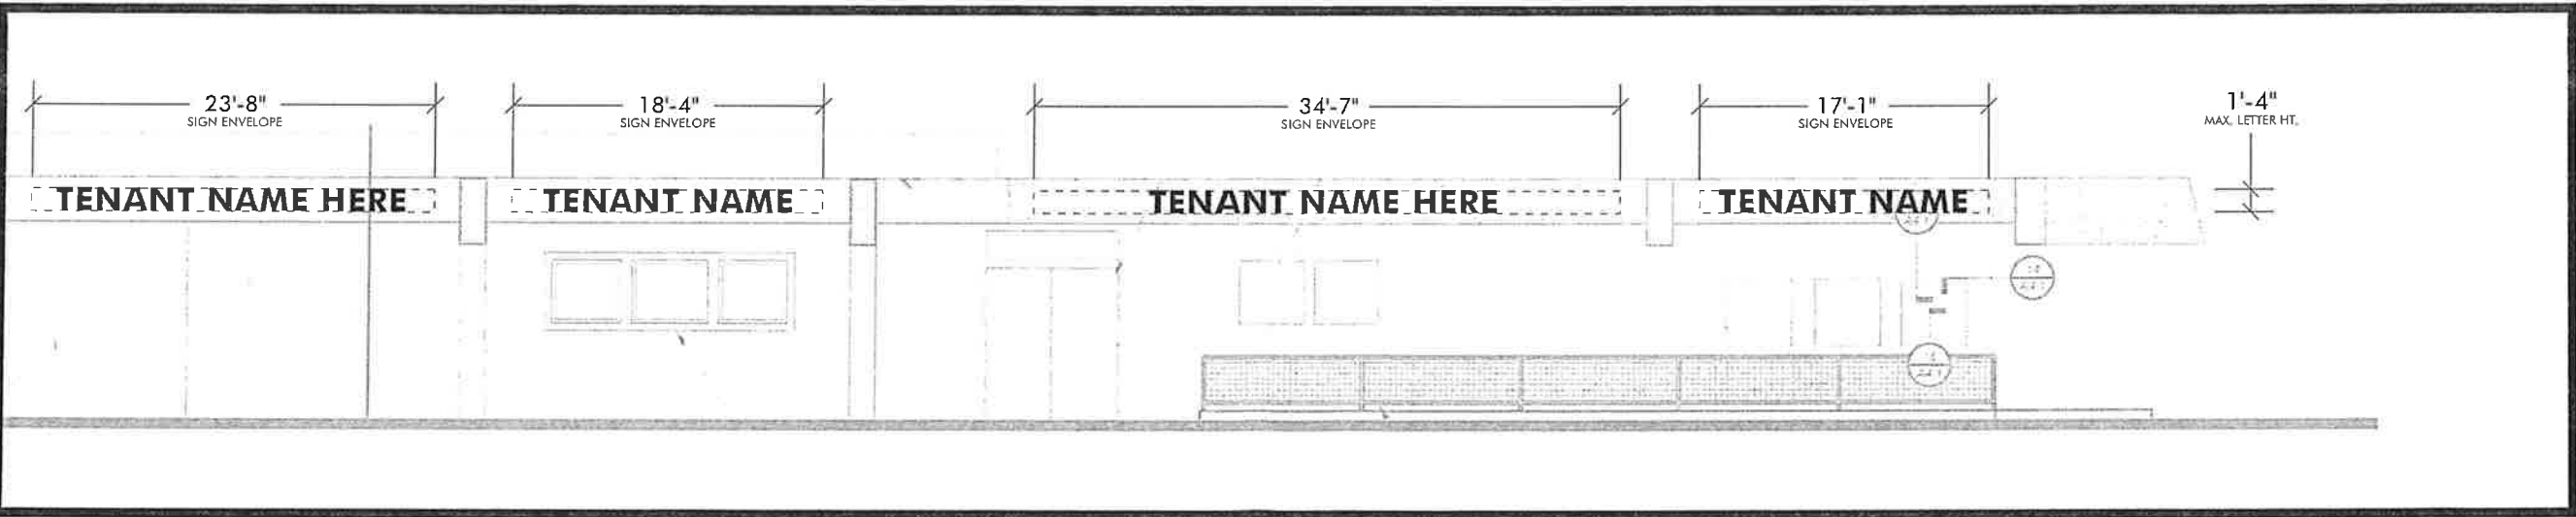 23'-8"
SIGN ENVELOPE
18'-4"
SIGN ENVELOPE
34'-7"
SIGN ENVELOPE
17'-1"
SIGN ENVELOPE
1'-4"
MAX. LETTER HT.
TENANT NAME HERE
TENANT NAME
TENANT NAME HERE
TENANT NAME